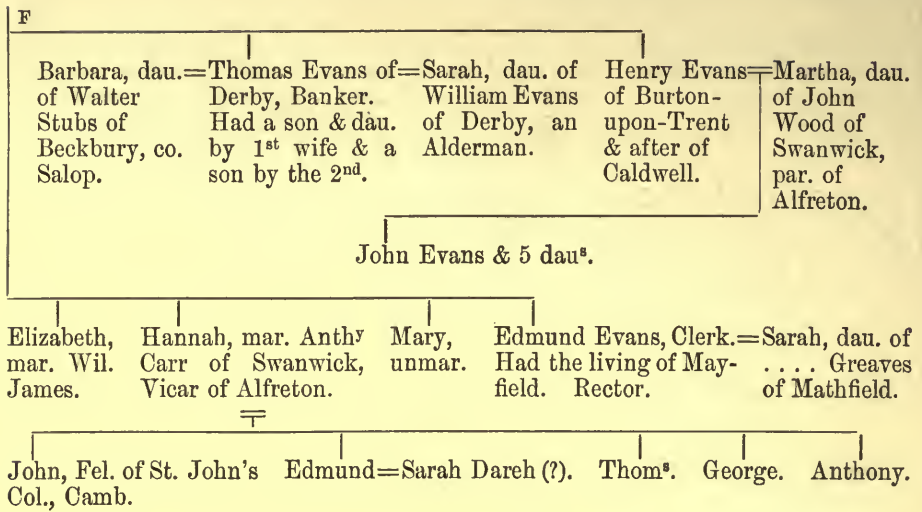 F
Barbara, dau.=Thomas Evans of=Sarah, dau. of Henry Evans=Martha, dau.
of Walter Derby, Banker. William Evans of Burton- of John
Stubs of Had a son & dau. of Derby, an upon-Trent Wood of
Beckbury, co. by 1st wife & a Alderman. & after of Swanwick,
Salop. son by the 2nd. Caldwell. par. of
Alfreton.
John Evans & 5 daus.
Elizabeth, Hannah, mar. Anthy Mary, Edmund Evans, Clerk.=Sarah, dau. of
mar. Wil. Carr of Swanwick, unmar. Had the living of May- . . . . Greaves
James. Vicar of Alfreton. field. Rector. of Mathfield.
John, Fel. of St. John's Edmund=Sarah Dareh (?). Thoms. George. Anthony.
Col., Camb.